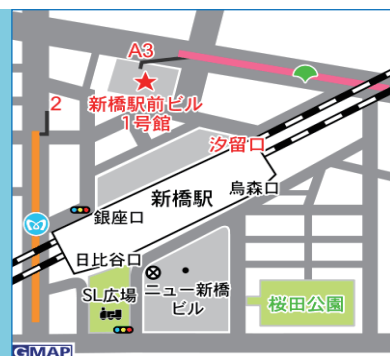 A3
2
新橋駅前ビル
1号館
汐留口
烏森口
新橋駅
銀座口
日比谷口
SL広場
ニュー新橋
ビル
桜田公園
GMAP